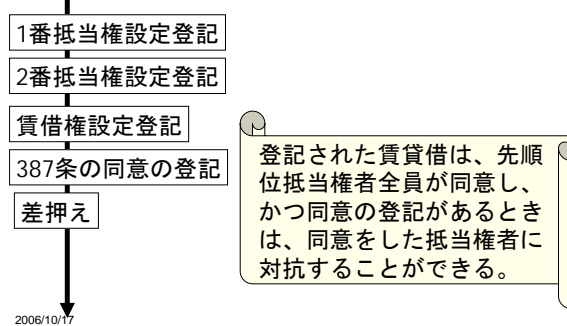 1番抵当権設定登記
2番抵当権設定登記
賃借権設定登記
387条の同意の登記
差押え
登記された賃貸借は、先順
位抵当権者全員が同意し、
かつ同意の登記があるとき
は、同意をした抵当権者に
対抗することができる。
2006/10/17